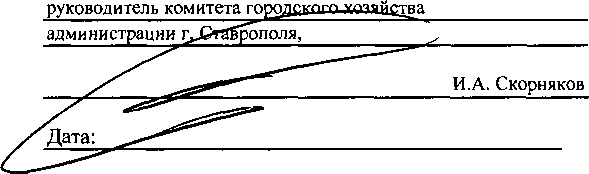 руководитель комитета городского хозяйства
администрации г. Ставрополя,
И.А. Скорняков
Дата: